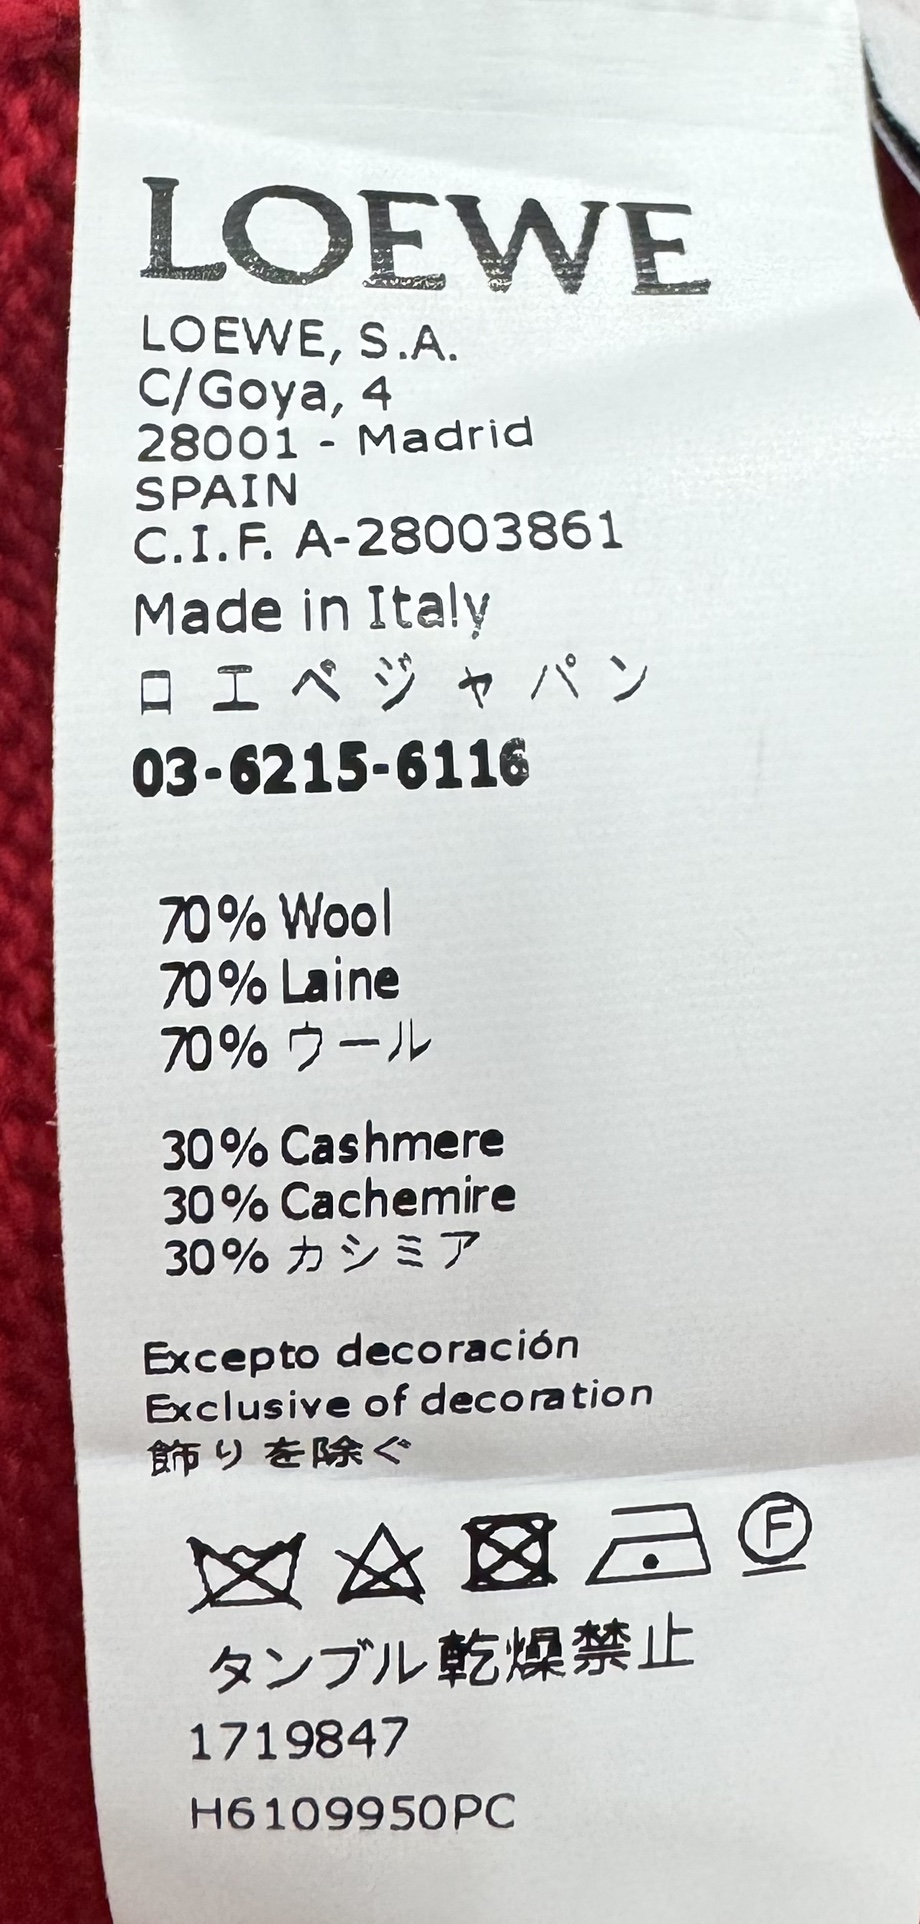 LOEWE
LOEWE, S.A.
C/Goya, 4
28001 - Madrid
SPAIN
C.I.F. A-28003861
Made in Italy
ロエベジャパン
03-6215-6116
70% Wool
70% Laine
70% ウール
30% Cashmere
30% Cachemire
30% カシミア
Excepto decoración
Exclusive of decoration
飾りを除ぐ
F
タンブル乾燥禁止
1719847
H6109950PC